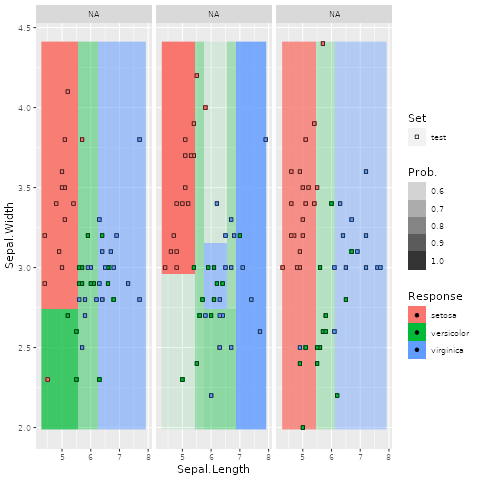 NA NA NA
4.5
4.0
3.5
3.0
2.5
2.0
Sepal.Width
5 6 7 8 5 6 7 8 5 6 7 8
Sepal.Length
Set
test
Prob.
0.6
0.7
0.8
0.9
1.0
Response
setosa
versicolor
virginica